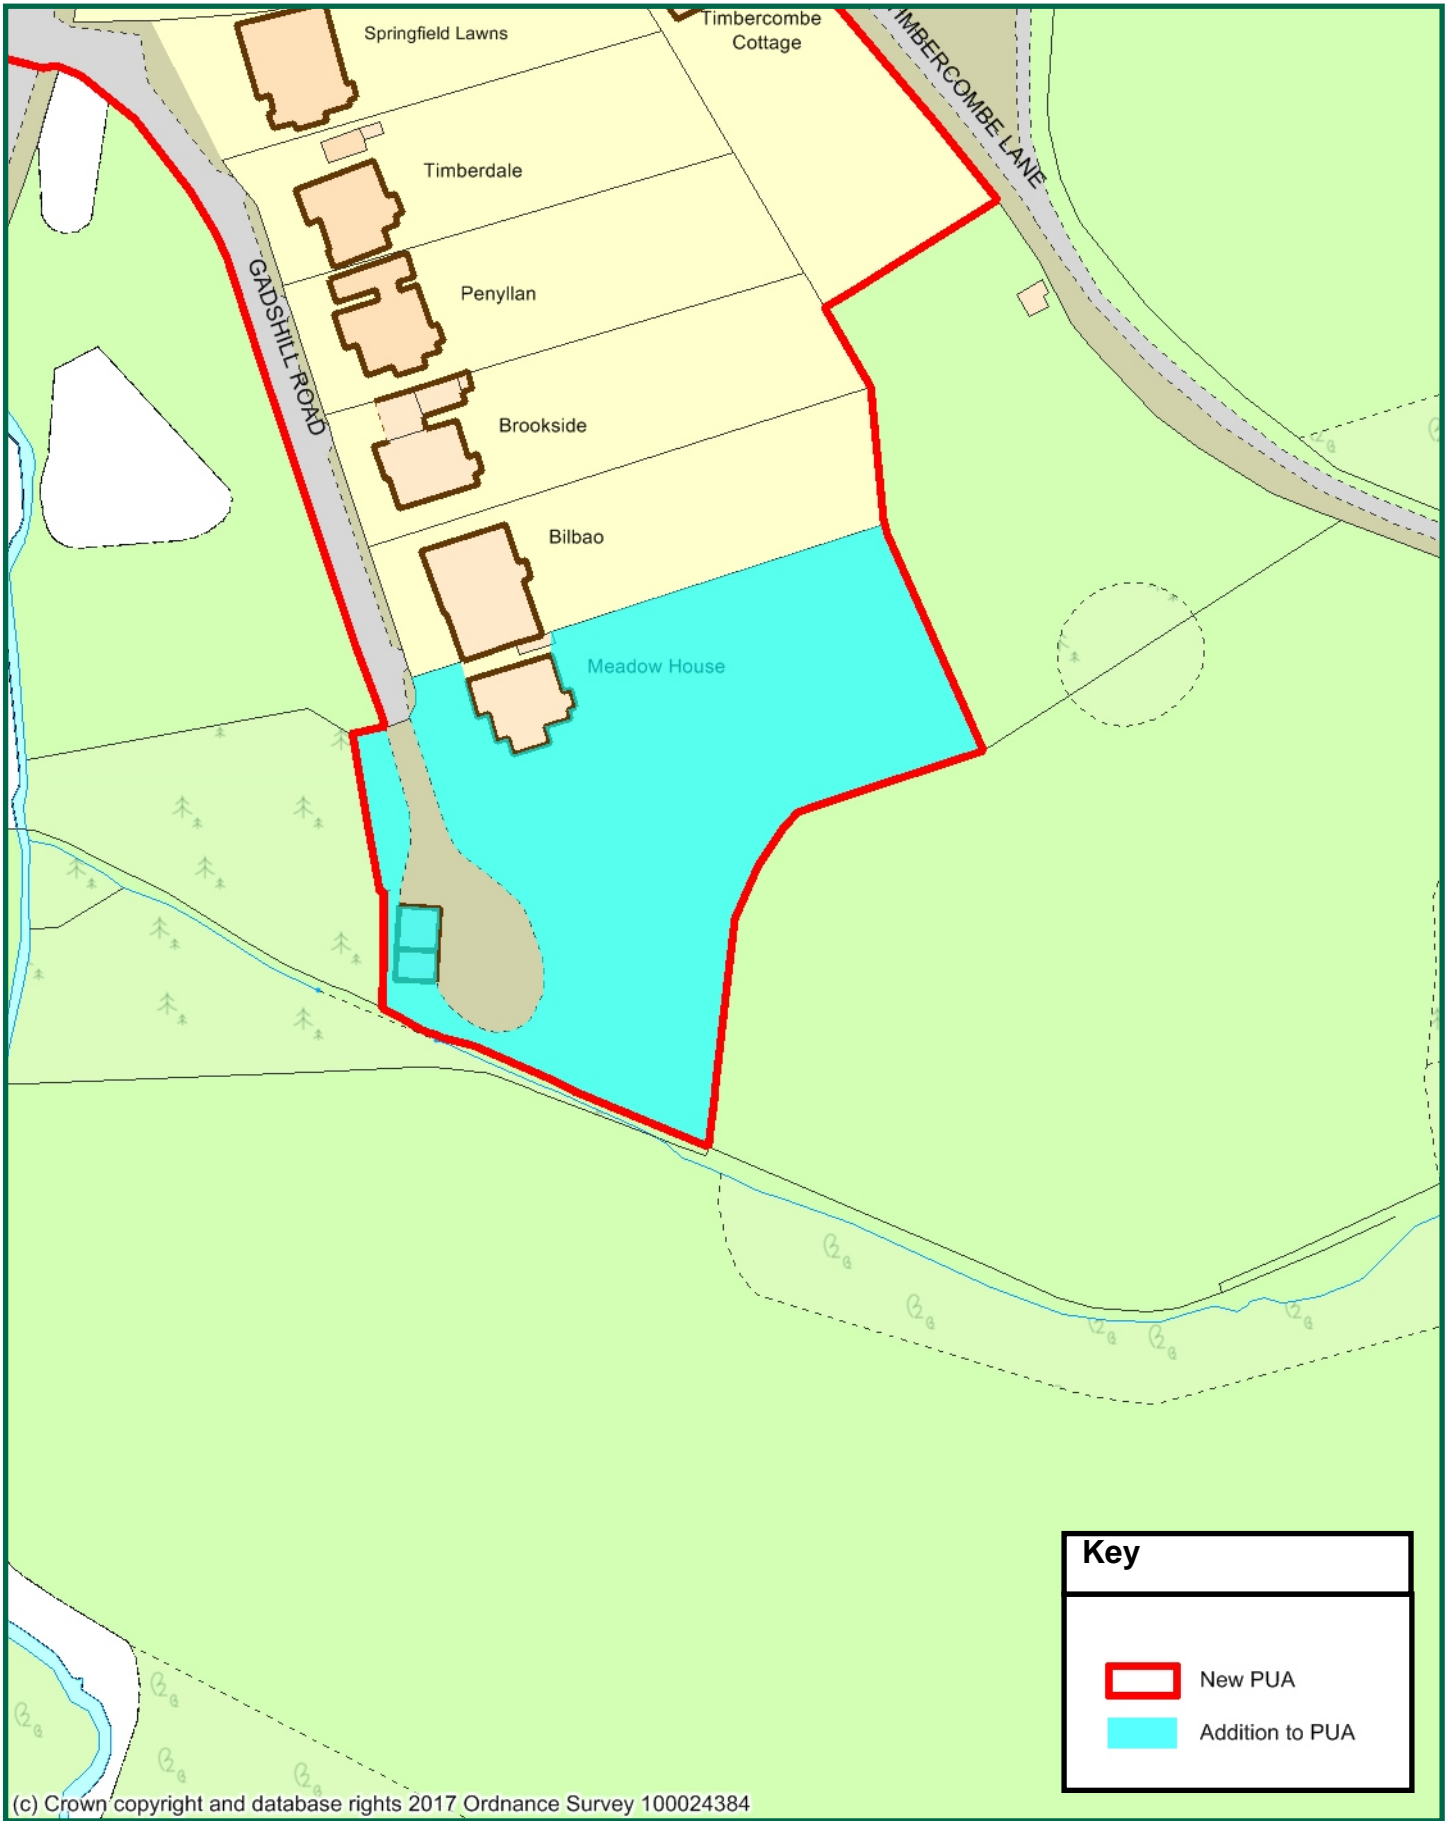 Springfield Lawns
Timbercombe
Cottage
TIMBERCOMBE LANE
Timberdale
GADSHILL ROAD
Penyllan
Brookside
Bilbao
Meadow House
Key
New PUA
Addition to PUA
(c) Crown copyright and database rights 2017 Ordnance Survey 100024384